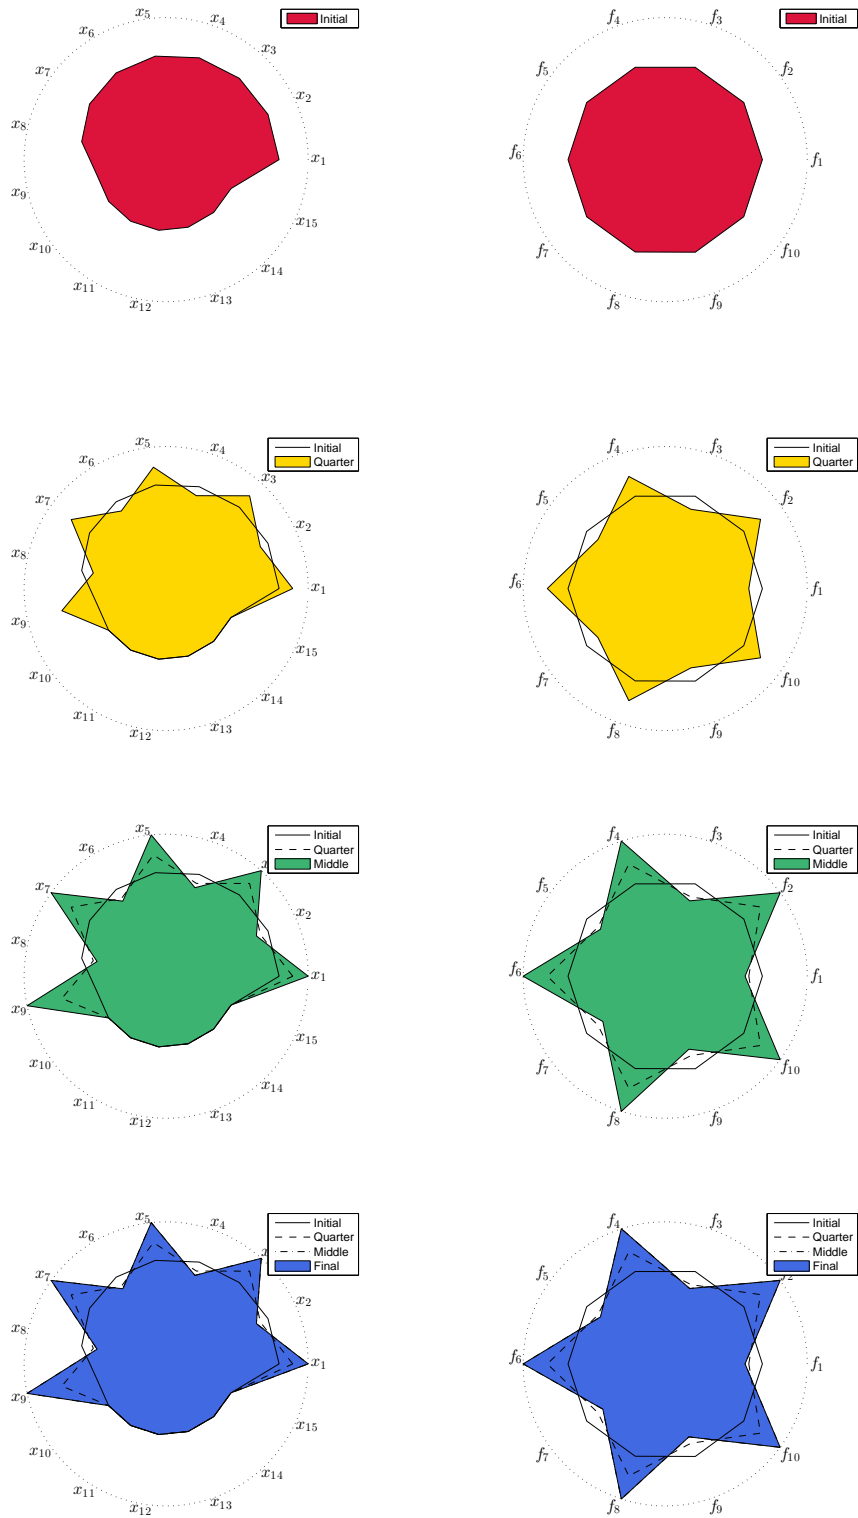 Initial
x₁
x₂
x₃
x₄
x₅
x₆
x₇
x₈
x₉
x₁₀
x₁₁
x₁₂
x₁₃
x₁₄
x₁₅
Initial
f₁
f₂
f₃
f₄
f₅
f₆
f₇
f₈
f₉
f₁₀
Initial
Quarter
x₁
x₂
x₃
x₄
x₅
x₆
x₇
x₈
x₉
x₁₀
x₁₁
x₁₂
x₁₃
x₁₄
x₁₅
Initial
Quarter
f₁
f₂
f₃
f₄
f₅
f₆
f₇
f₈
f₉
f₁₀
Initial
Quarter
Middle
x₁
x₂
x₄
x₅
x₆
x₇
x₈
x₉
x₁₀
x₁₁
x₁₂
x₁₃
x₁₄
x₁₅
Initial
Quarter
Middle
f₁
f₂
f₃
f₄
f₅
f₆
f₇
f₈
f₉
f₁₀
Initial
Quarter
Middle
Final
x₁
x₂
x₄
x₅
x₆
x₇
x₈
x₉
x₁₀
x₁₁
x₁₂
x₁₃
x₁₄
x₁₅
Initial
Quarter
Middle
Final
f₁
f₃
f₄
f₅
f₆
f₇
f₈
f₉
f₁₀